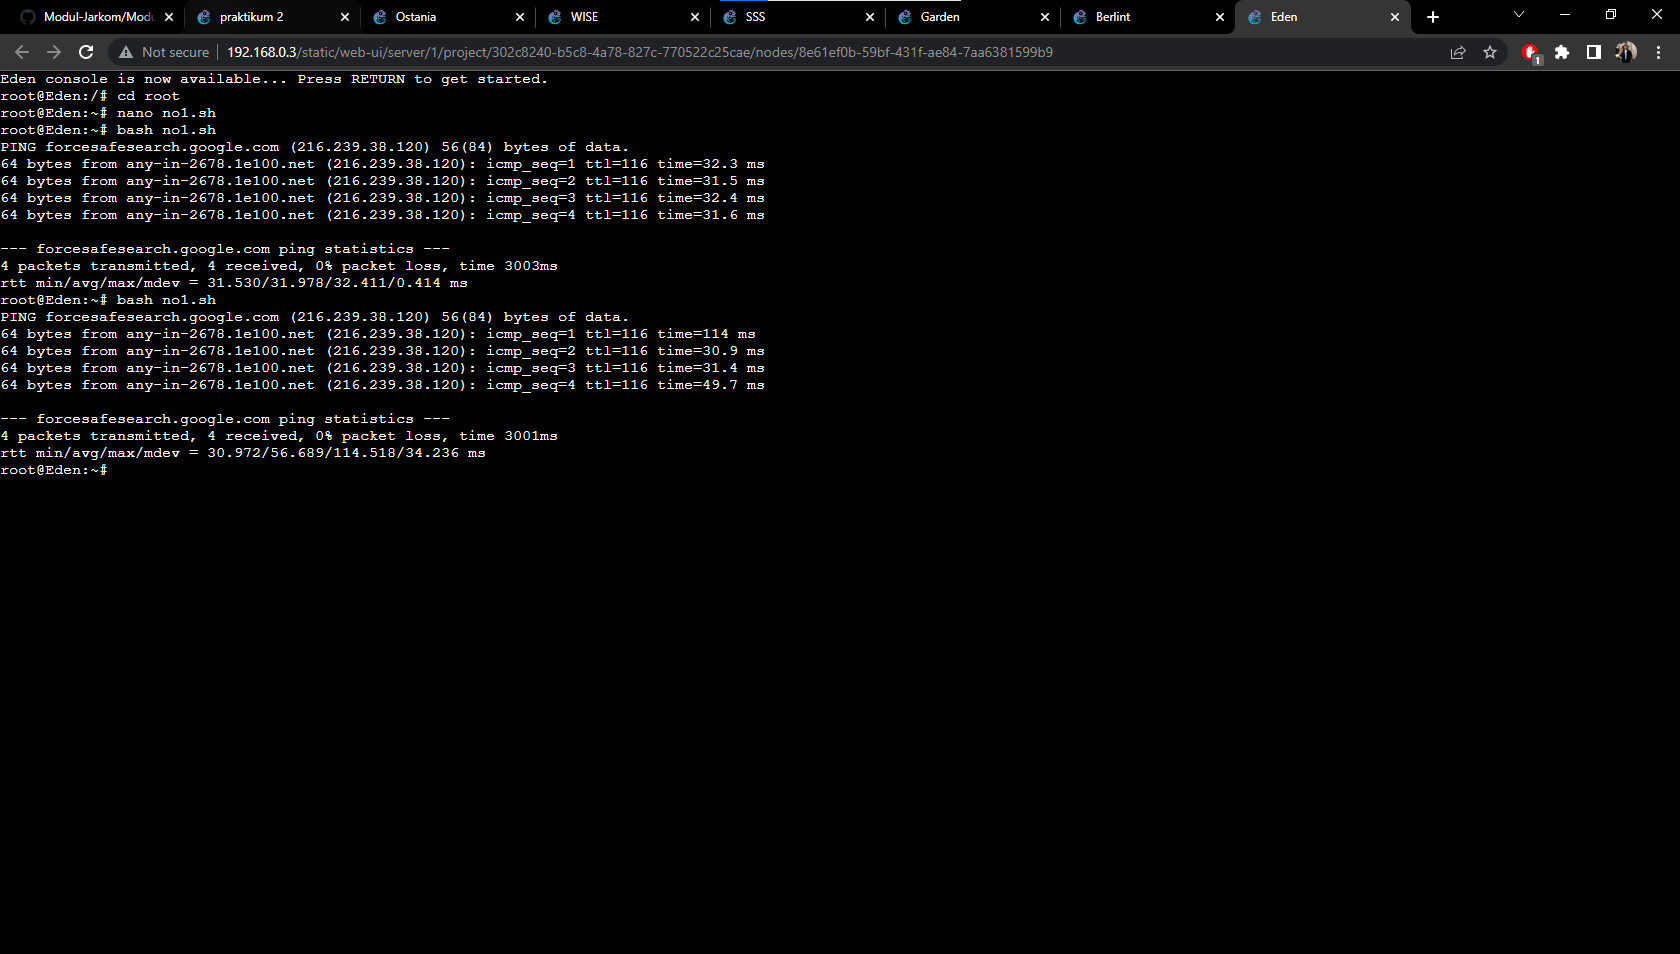 Modul-Jarkom/Modu
praktikum 2
Ostania
WISE
SSS
Garden
Berlint
Eden
Not secure
192.168.0.3/static/web-ui/server/1/project/302c8240-b5c8-4a78-827c-770522c25cae/nodes/8e61ef0b-59bf-431f-ae84-7aa6381599b9
1
Eden console is now available... Press RETURN to get started.
root@Eden:/# cd root
root@Eden:~# nano no1.sh
root@Eden:~# bash no1.sh
PING forcesafesearch.google.com (216.239.38.120) 56(84) bytes of data.
64 bytes from any-in-2678.1e100.net (216.239.38.120): icmp_seq=1 ttl=116 time=32.3 ms
64 bytes from any-in-2678.1e100.net (216.239.38.120): icmp_seq=2 ttl=116 time=31.5 ms
64 bytes from any-in-2678.1e100.net (216.239.38.120): icmp_seq=3 ttl=116 time=32.4 ms
64 bytes from any-in-2678.1e100.net (216.239.38.120): icmp_seq=4 ttl=116 time=31.6 ms
--- forcesafesearch.google.com ping statistics ---
4 packets transmitted, 4 received, 0% packet loss, time 3003ms
rtt min/avg/max/mdev = 31.530/31.978/32.411/0.414 ms
root@Eden:~# bash no1.sh
PING forcesafesearch.google.com (216.239.38.120) 56(84) bytes of data.
64 bytes from any-in-2678.1e100.net (216.239.38.120): icmp_seq=1 ttl=116 time=114 ms
64 bytes from any-in-2678.1e100.net (216.239.38.120): icmp_seq=2 ttl=116 time=30.9 ms
64 bytes from any-in-2678.1e100.net (216.239.38.120): icmp_seq=3 ttl=116 time=31.4 ms
64 bytes from any-in-2678.1e100.net (216.239.38.120): icmp_seq=4 ttl=116 time=49.7 ms
--- forcesafesearch.google.com ping statistics ---
4 packets transmitted, 4 received, 0% packet loss, time 3001ms
rtt min/avg/max/mdev = 30.972/56.689/114.518/34.236 ms
root@Eden:~#